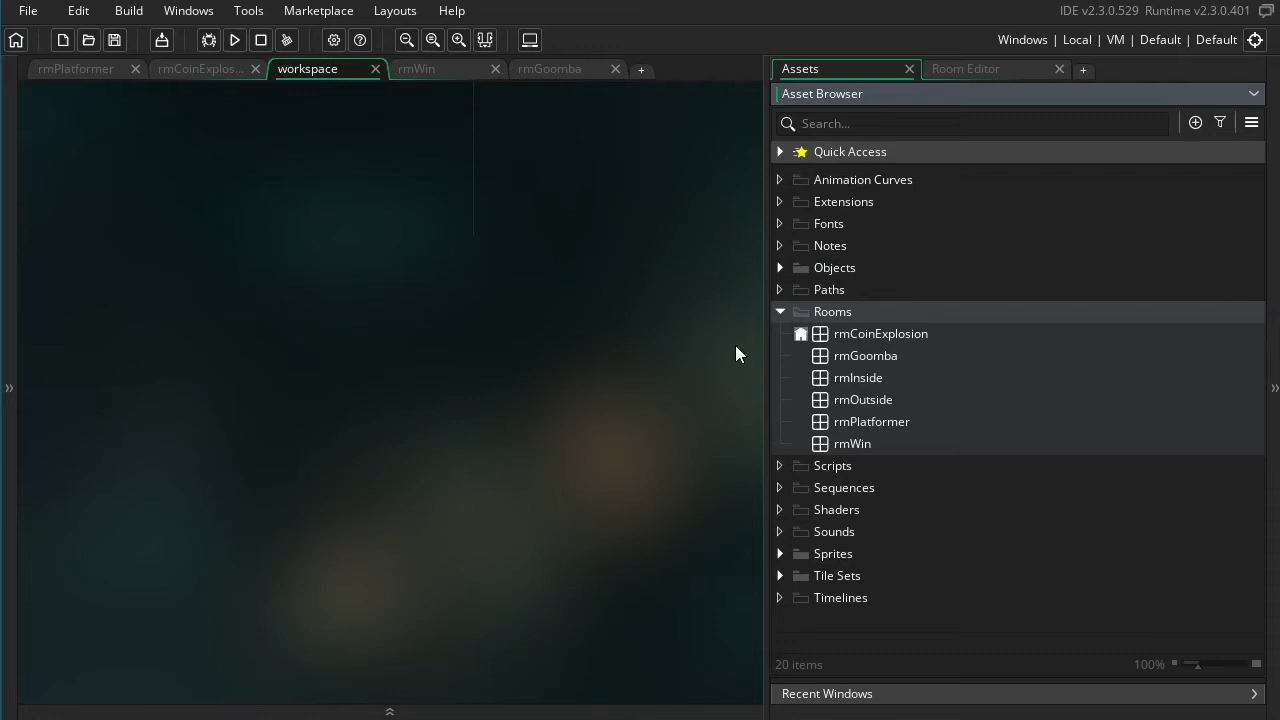 File Edit Build Windows Tools Marketplace Layouts Help IDE v2.3.0.529 Runtime v2.3.0.401
Windows | Local | VM | Default | Default
rmPlatformer rmCoinExplos... workspace rmWin rmGoomba + Assets Room Editor +
Asset Browser
Search...
Quick Access
Animation Curves
Extensions
Fonts
Notes
Objects
Paths
Rooms
rmCoinExplosion
rmGoomba
rmInside
rmOutside
rmPlatformer
rmWin
Scripts
Sequences
Shaders
Sounds
Sprites
Tile Sets
Timelines
20 items 100%
Recent Windows